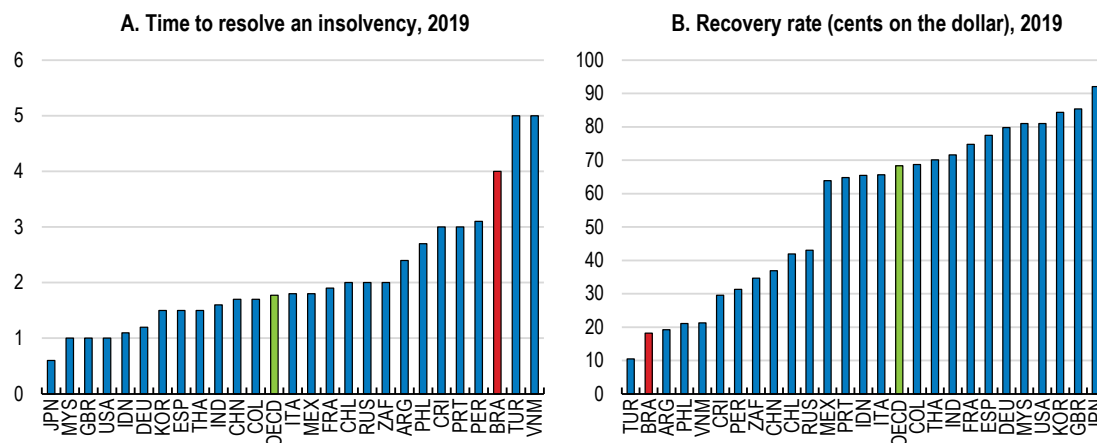 A. Time to resolve an insolvency, 2019
6
5
4
3
2
1
0
JPN
MYS
GBR
USA
IDN
DEU
KOR
ESP
THA
IND
CHN
COL
OECD
ITA
MEX
FRA
CHL
RUS
ZAF
ARG
PHL
CRI
PRT
PER
BRA
TUR
VNM
B. Recovery rate (cents on the dollar), 2019
100
90
80
70
60
50
40
30
20
10
0
TUR
BRA
ARG
PHL
VNM
CRI
PER
ZAF
CHN
CHL
RUS
MEX
PRT
IDN
ITA
OECD
COL
THA
IND
FRA
ESP
DEU
MYS
USA
KOR
GBR
JPN